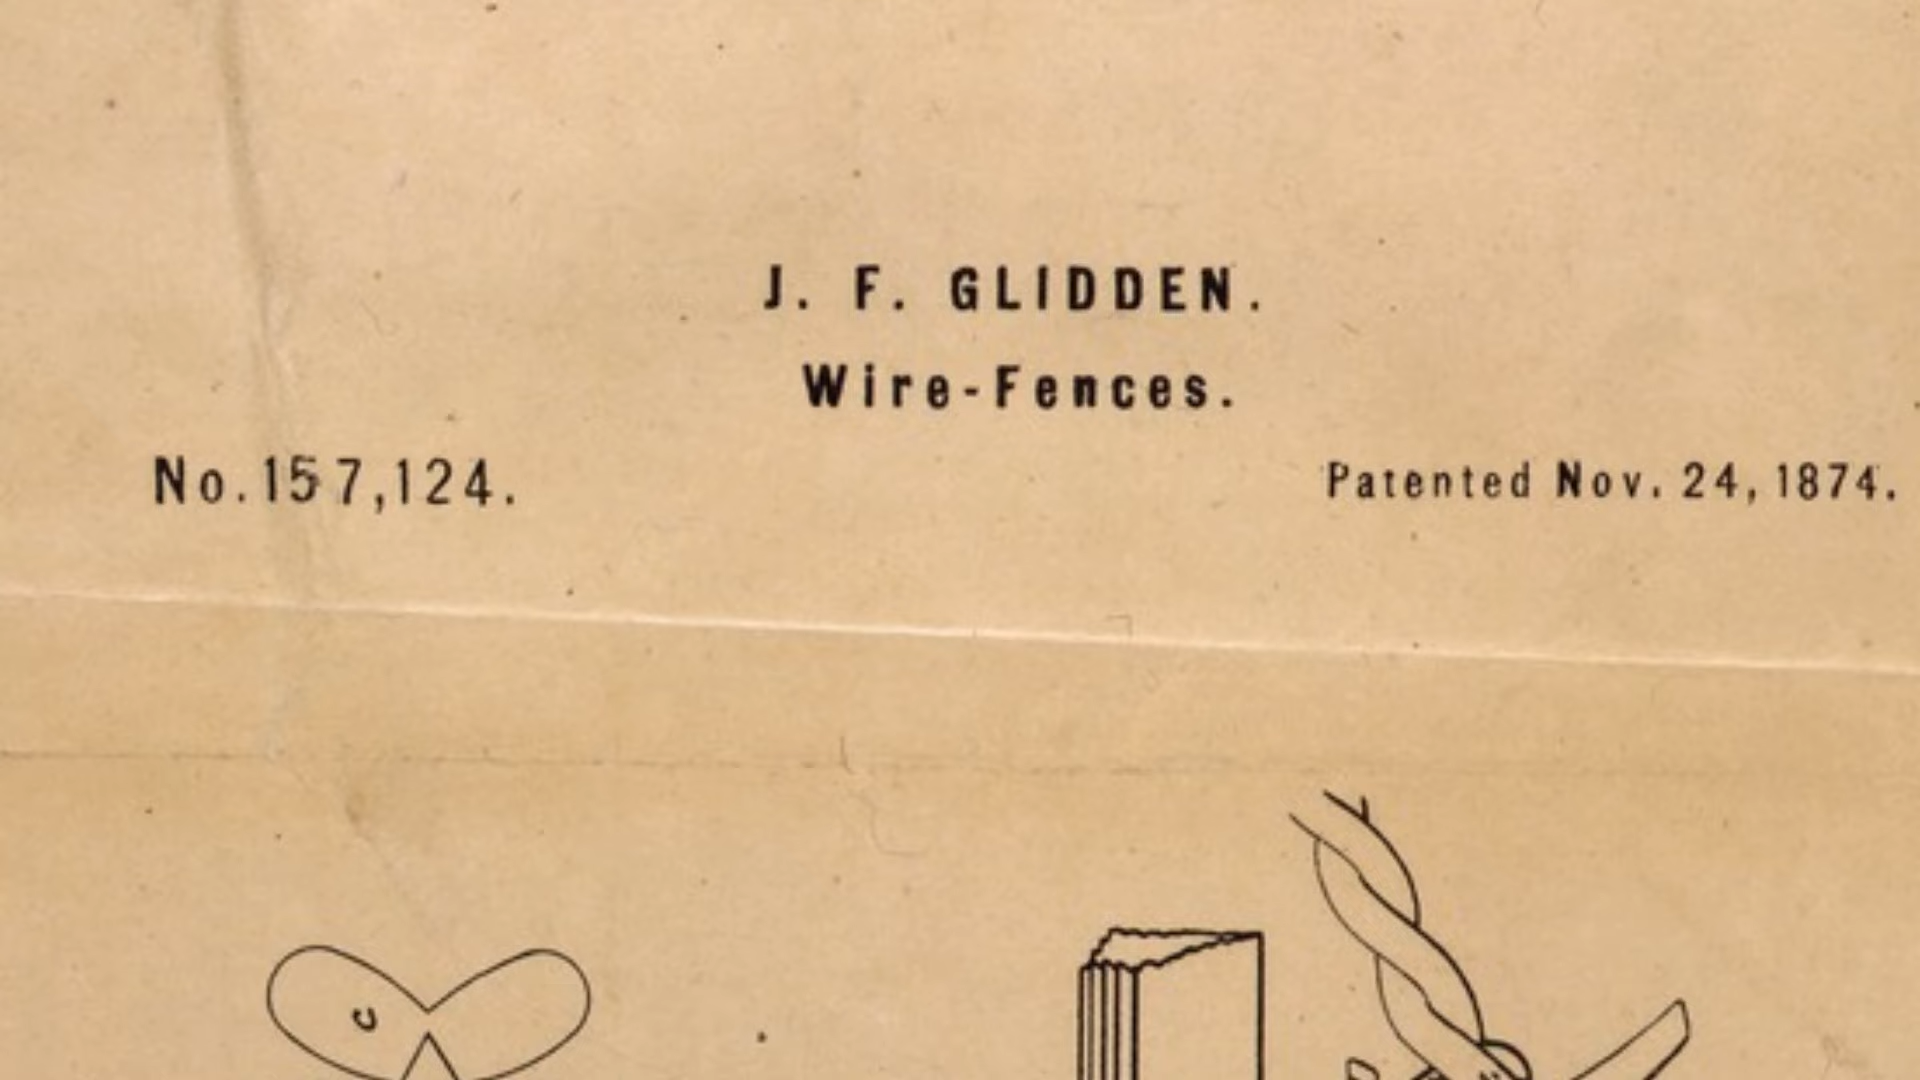 J. F. GLIDDEN.
Wire-Fences.
No. 157,124.
Patented Nov. 24, 1874.
C